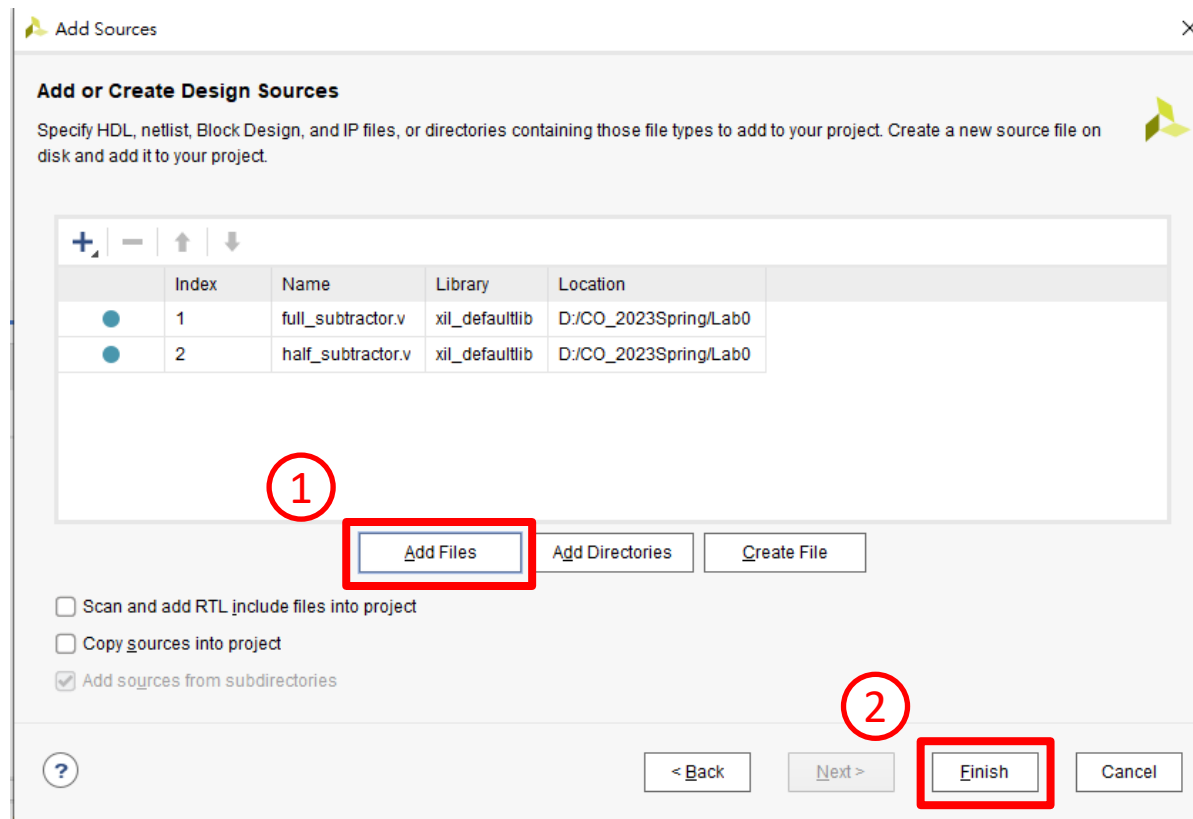 Add Sources
Add or Create Design Sources
Specify HDL, netlist, Block Design, and IP files, or directories containing those file types to add to your project. Create a new source file on
disk and add it to your project.
Index Name Library Location
1 full_subtractor.v xil_defaultlib D:/CO_2023Spring/Lab0
2 half_subtractor.v xil_defaultlib D:/CO_2023Spring/Lab0
1
Add Files Add Directories Create File
Scan and add RTL include files into project
Copy sources into project
Add sources from subdirectories
2
? < Back Next > Finish Cancel